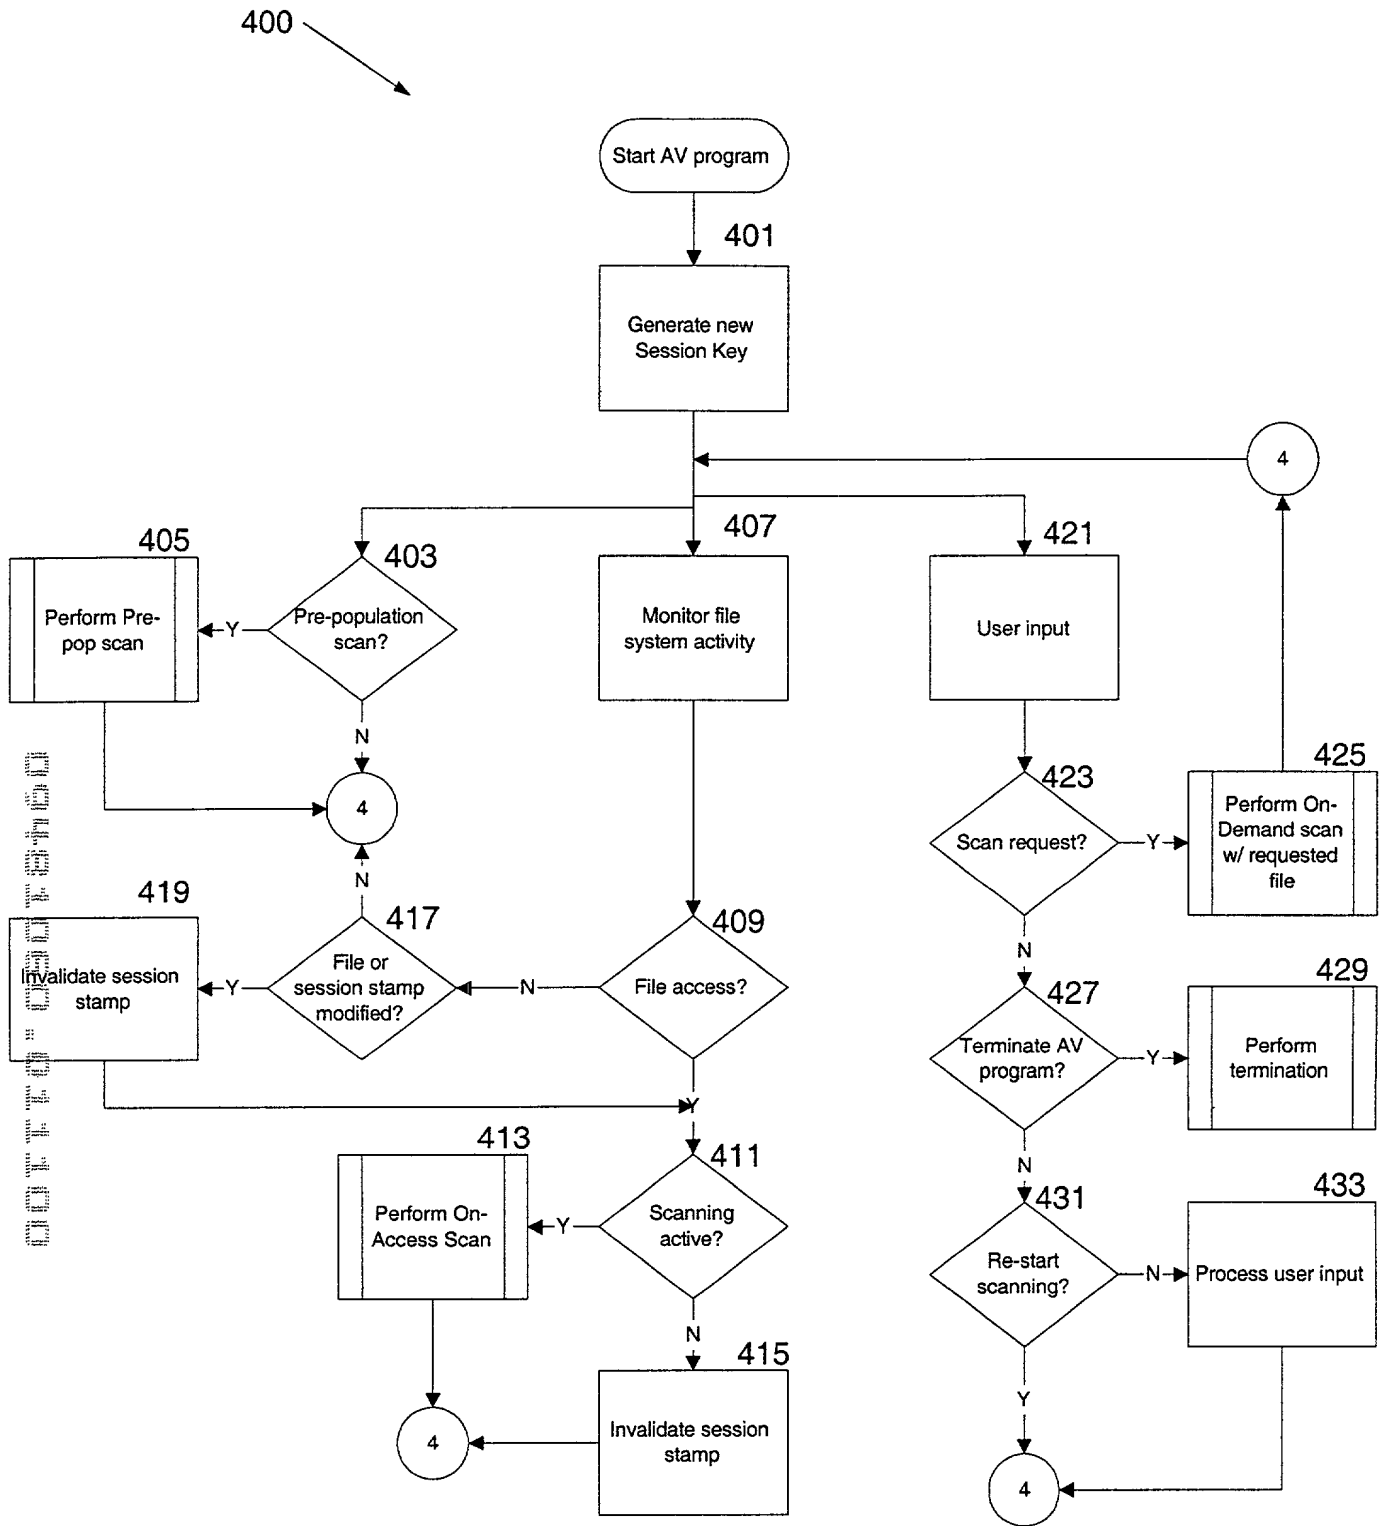 400
Start AV program
401
Generate new
Session Key
4
405
403
407
421
Perform Pre-
pop scan
Y
Pre-population
scan?
Monitor file
system activity
User input
N
4
423
425
Scan request?
Y
Perform On-
Demand scan
w/ requested
file
N
419
417
409
Invalidate session
stamp
Y
File or
session stamp
modified?
N
File access?
N
427
429
Terminate AV
program?
Y
Perform
termination
Y
N
413
411
431
433
Perform On-
Access Scan
Y
Scanning
active?
Re-start
scanning?
N
Process user input
N
415
Y
4
Invalidate session
stamp
4